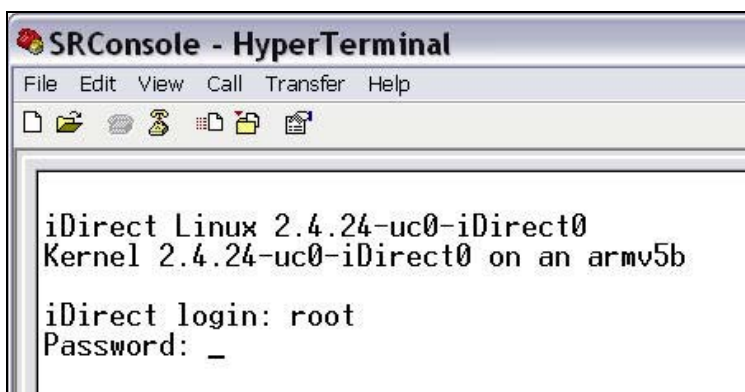 SRConsole - HyperTerminal
File Edit View Call Transfer Help
iDirect Linux 2.4.24-uc0-iDirect0
Kernel 2.4.24-uc0-iDirect0 on an armv5b
iDirect login: root
Password: _